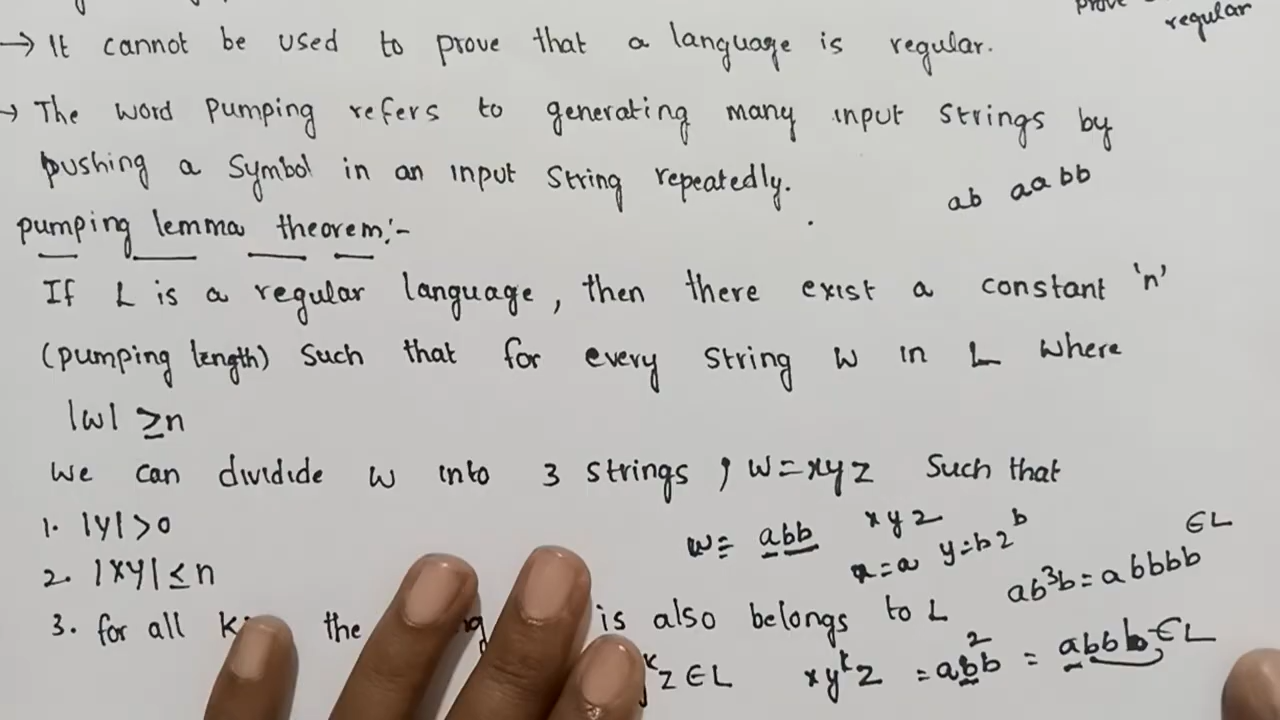 prove
regular
→ It cannot be used to prove that a language is regular.
→ The word pumping refers to generating many input strings by
pushing a symbol in an input string repeatedly.
ab aabb
pumping lemma theorem:-
If L is a regular language, then there exist a constant 'n'
(pumping length) such that for every string w in L where
|w| ≥n
we can divide w into 3 strings, w=xyz such that
1. |y|>0
w= abb xyz
x=a y=b z b
∈L
2. |xy|≤n
ab³b=abbbb
3. for all the is also belongs to L
z∈L xyᵏz = ab²b = abbb∈L